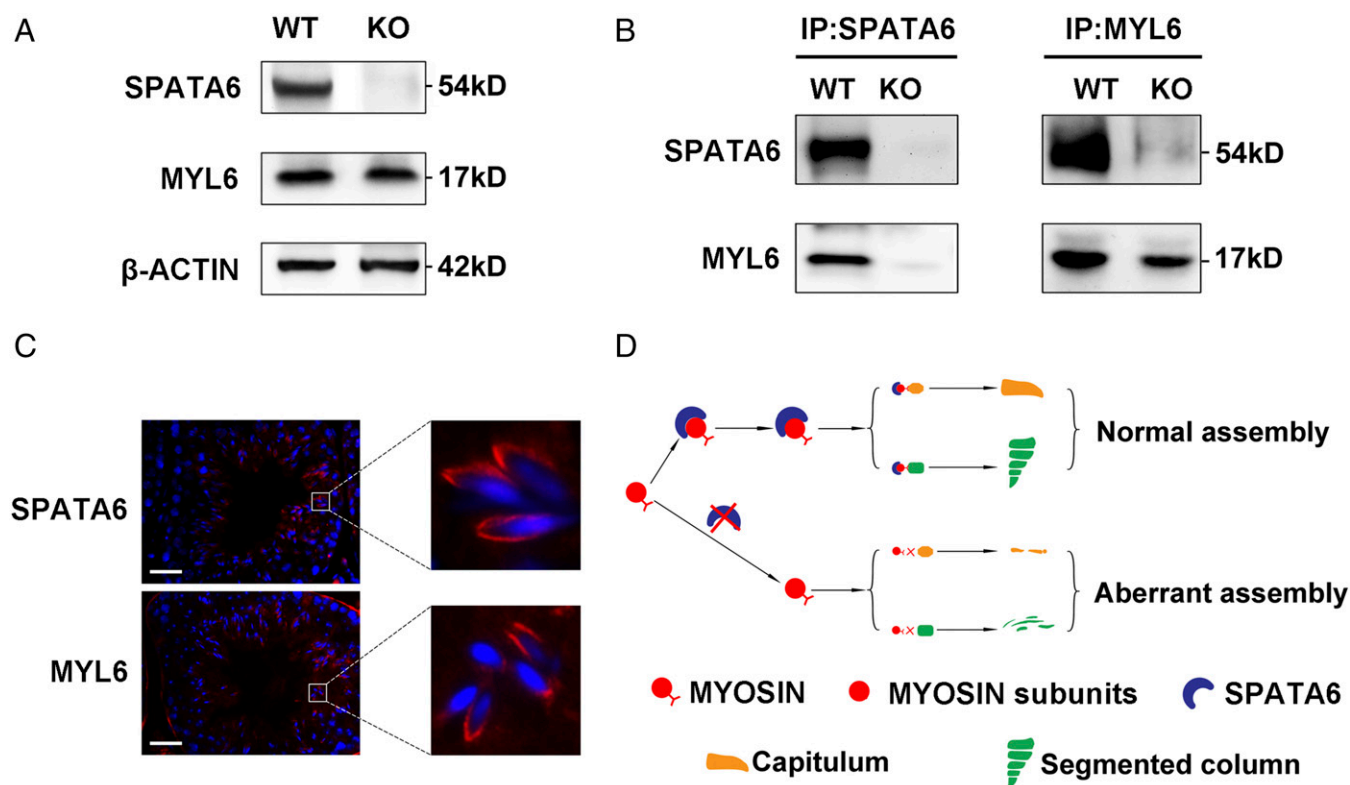 A
WT KO
SPATA6 54kD
MYL6 17kD
β-ACTIN 42kD
B
IP:SPATA6 IP:MYL6
WT KO WT KO
SPATA6 54kD
MYL6 17kD
C
SPATA6
MYL6
D
Normal assembly
Aberrant assembly
MYOSIN MYOSIN subunits SPATA6
Capitulum Segmented column